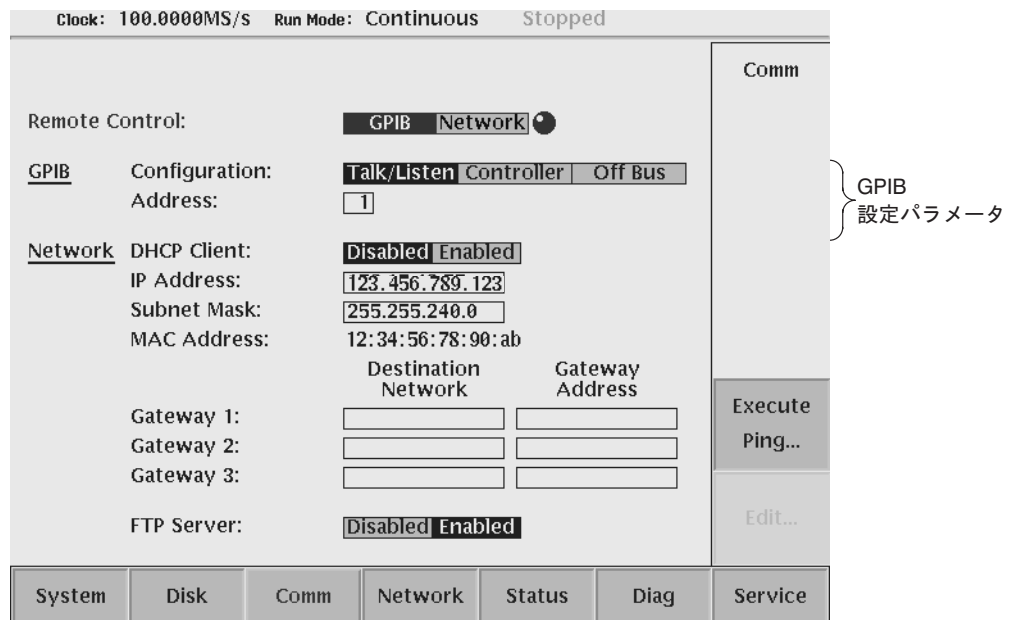 Clock: 100.0000MS/s Run Mode: Continuous Stopped
Comm
Remote Control: GPIB Network
GPIB Configuration: Talk/Listen Controller Off Bus
Address: 1
GPIB
設定パラメータ
Network DHCP Client: Disabled Enabled
IP Address: 123.456.789.123
Subnet Mask: 255.255.240.0
MAC Address: 12:34:56:78:90:ab
Destination Network Gateway Address
Gateway 1:
Gateway 2:
Gateway 3:
Execute
Ping...
FTP Server: Disabled Enabled
Edit...
System Disk Comm Network Status Diag Service